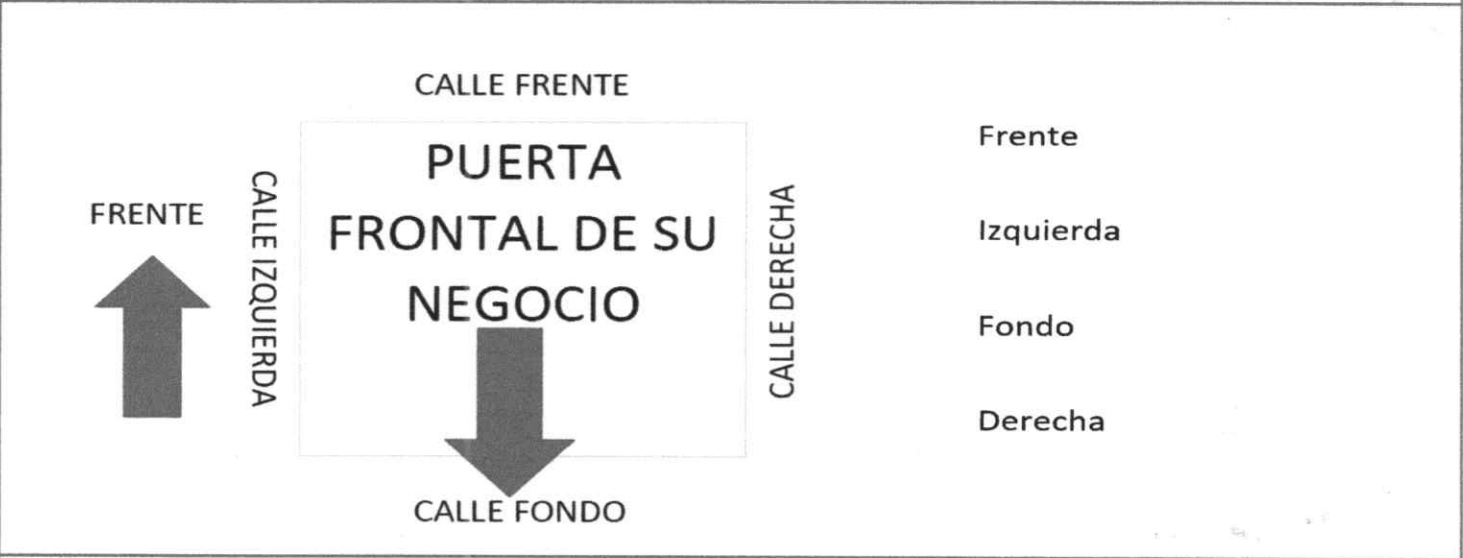 CALLE FRENTE
PUERTA
FRONTAL DE SU
NEGOCIO
FRENTE
CALLE IZQUIERDA
CALLE DERECHA
CALLE FONDO
Frente
Izquierda
Fondo
Derecha